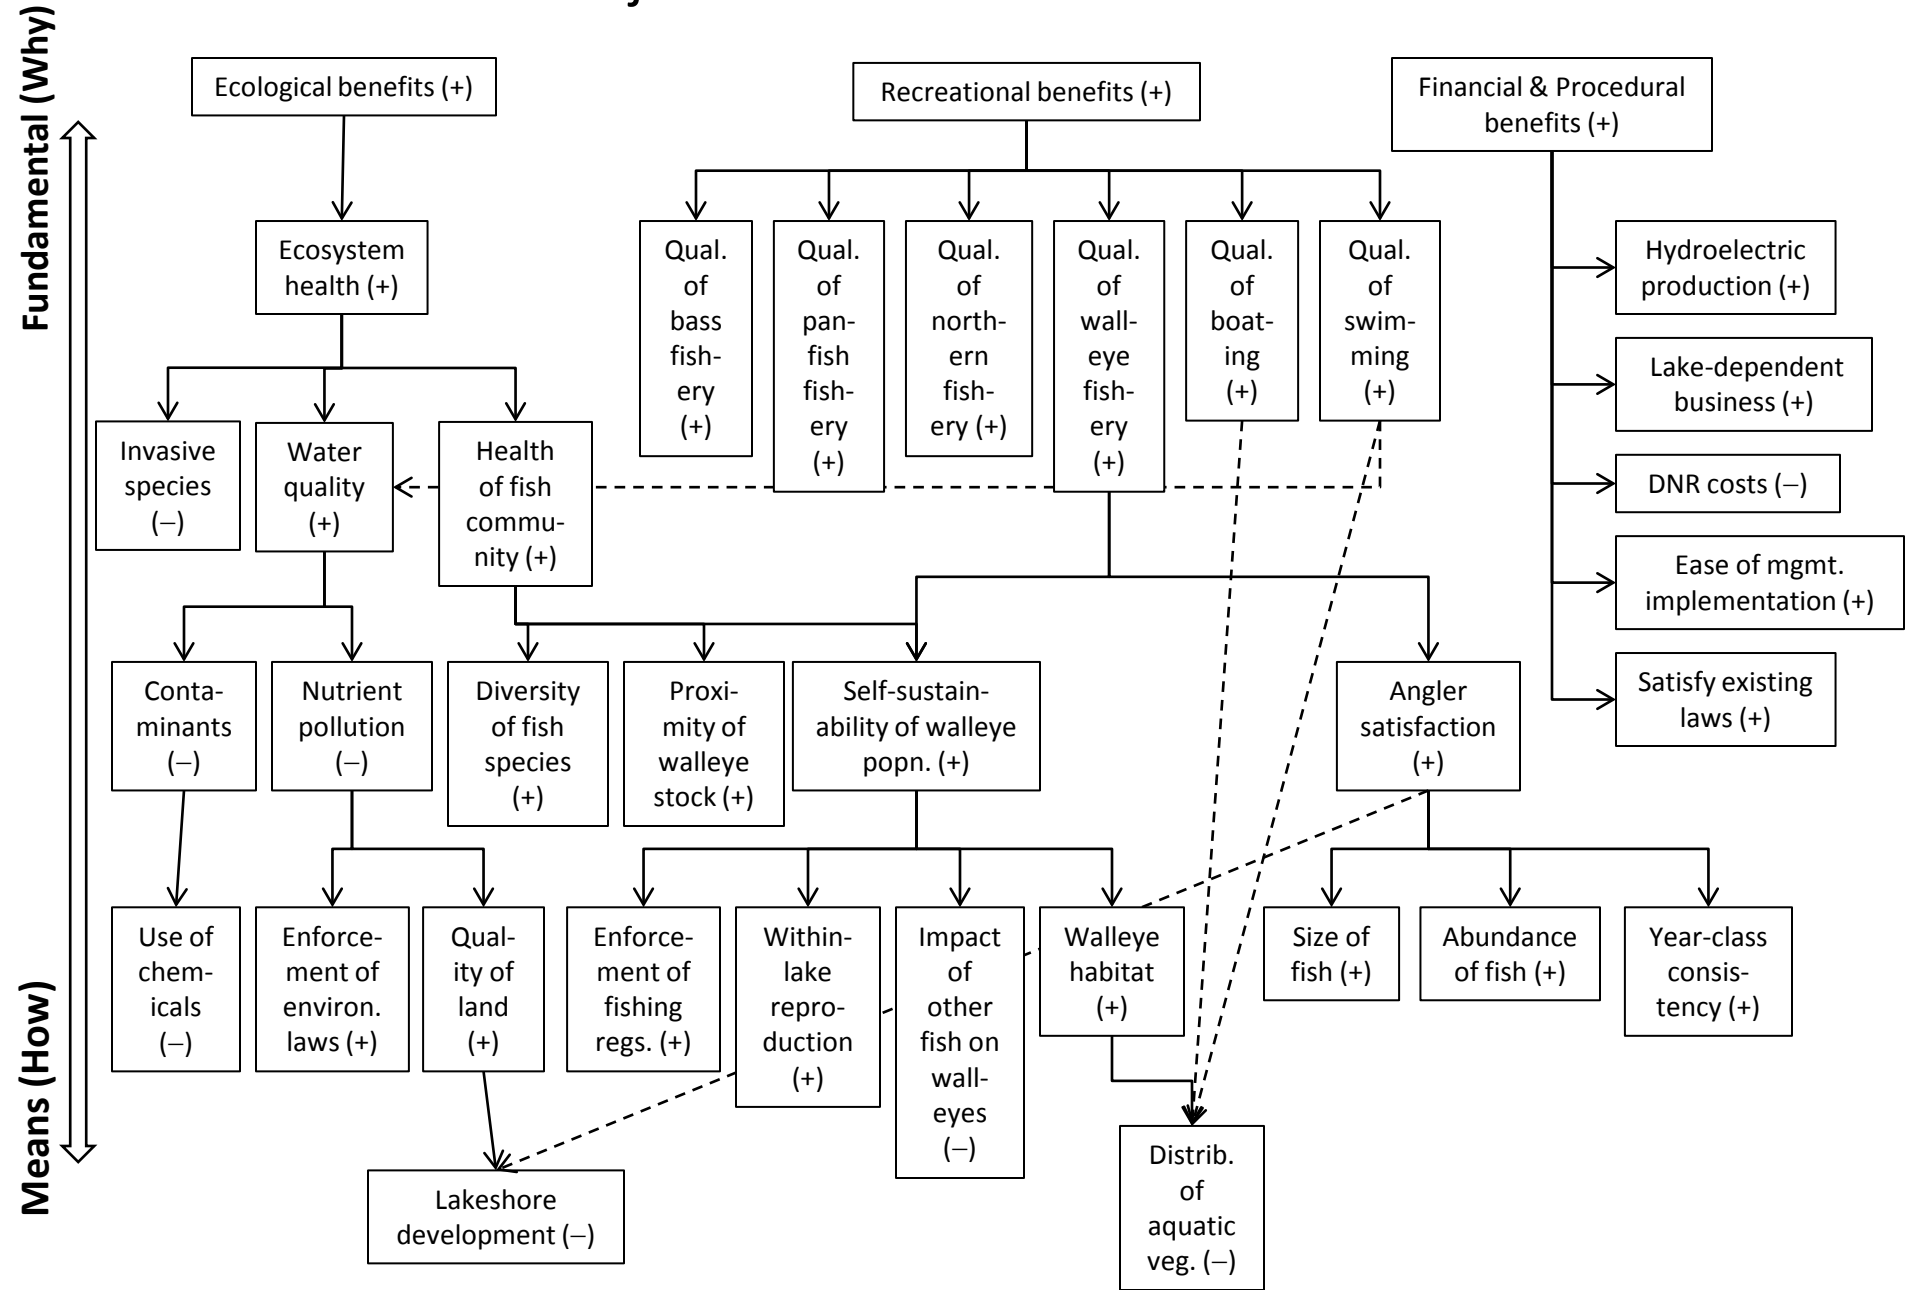 Fundamental (Why)
Means (How)
Ecological benefits (+)
Recreational benefits (+)
Financial & Procedural
benefits (+)
Ecosystem
health (+)
Qual.
of
bass
fish-
ery
(+)
Qual.
of
pan-
fish
fish-
ery
(+)
Qual.
of
north-
ern
fish-
ery (+)
Qual.
of
wall-
eye
fish-
ery
(+)
Qual.
of
boat-
ing
(+)
Qual.
of
swim-
ming
(+)
Hydroelectric
production (+)
Lake-dependent
business (+)
DNR costs (–)
Ease of mgmt.
implementation (+)
Satisfy existing
laws (+)
Invasive
species
(–)
Water
quality
(+)
Health
of fish
commu-
nity (+)
Conta-
minants
(–)
Nutrient
pollution
(–)
Diversity
of fish
species
(+)
Proxi-
mity of
walleye
stock (+)
Self-sustain-
ability of walleye
popn. (+)
Angler
satisfaction
(+)
Use of
chem-
icals
(–)
Enforce-
ment of
environ.
laws (+)
Qual-
ity of
land
(+)
Enforce-
ment of
fishing
regs. (+)
Within-
lake
repro-
duction
(+)
Impact
of
other
fish on
wall-
eyes
(–)
Walleye
habitat
(+)
Size of
fish (+)
Abundance
of fish (+)
Year-class
consis-
tency (+)
Lakeshore
development (–)
Distrib.
of
aquatic
veg. (–)